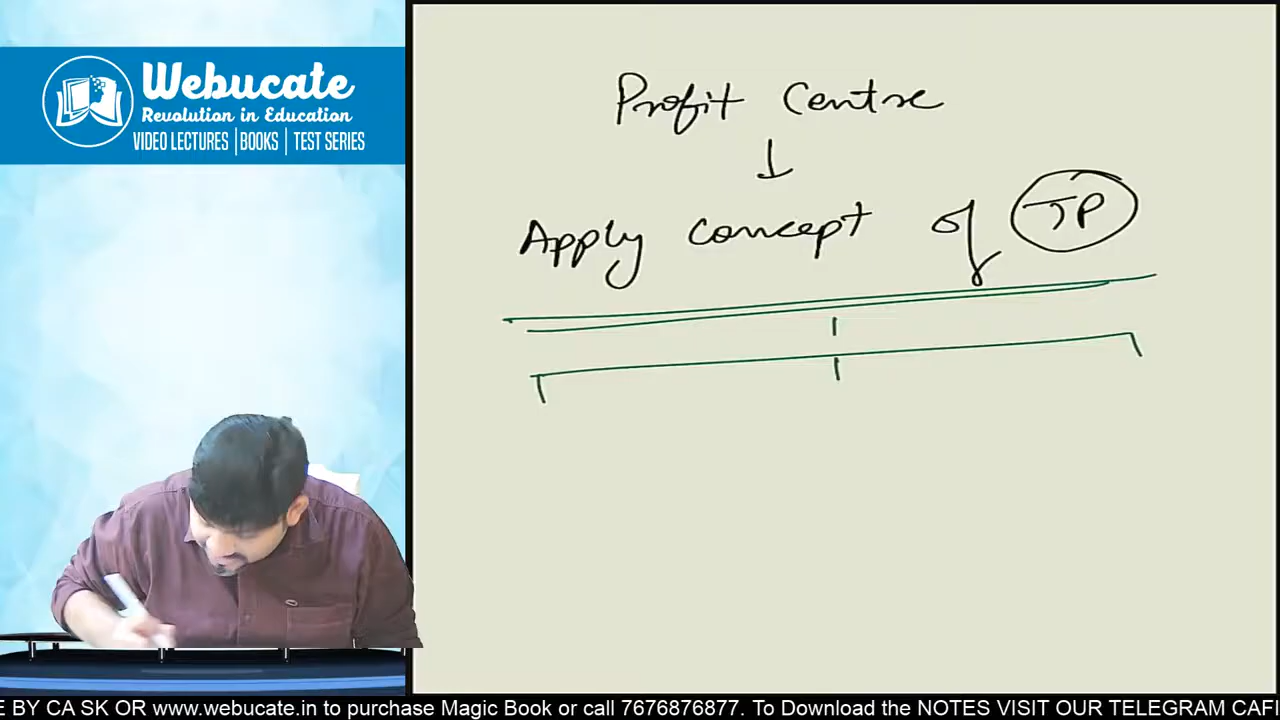 Webucate
Revolution in Education
VIDEO LECTURES | BOOKS | TEST SERIES
Profit Centre
Apply concept of TP
E BY CA SK OR www.webucate.in to purchase Magic Book or call 7676876877. To Download the NOTES VISIT OUR TELEGRAM CAFI